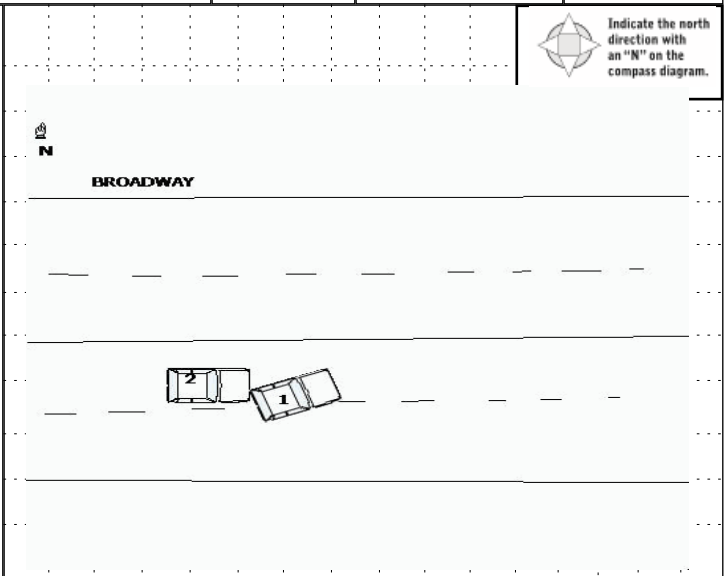 Indicate the north
direction with
an “N” on the
compass diagram.
N
BROADWAY
2
1